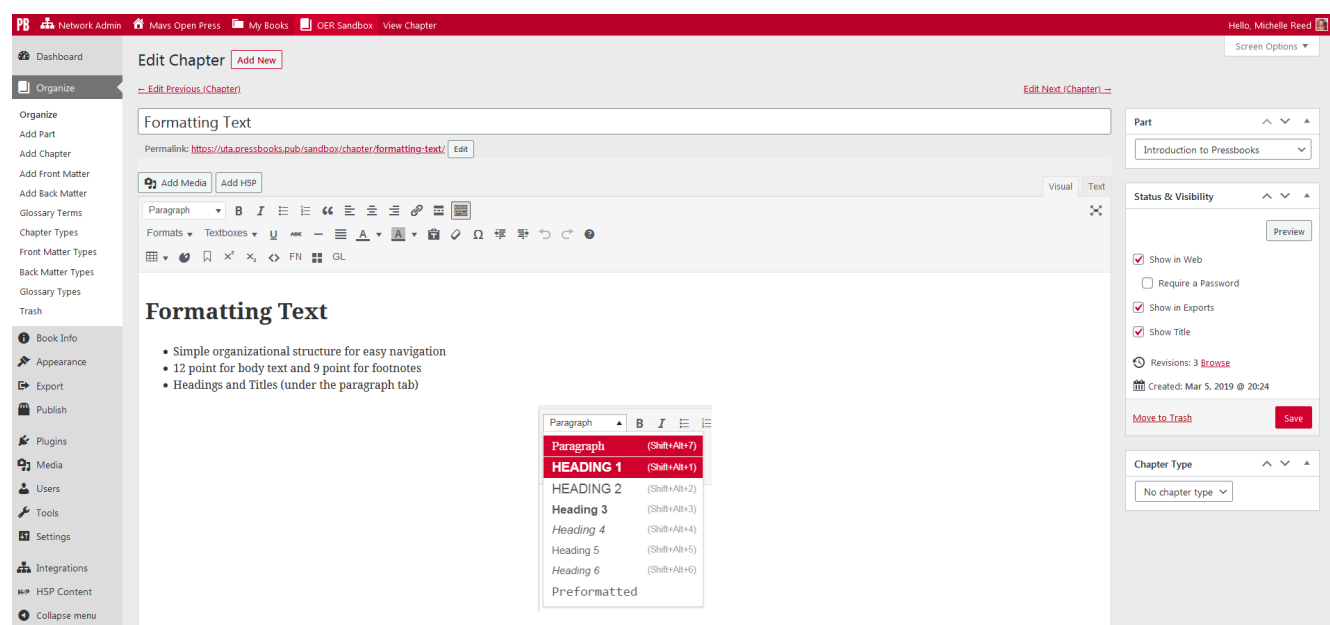 PB Network Admin Mavs Open Press My Books OER Sandbox View Chapter Hello, Michelle Reed
Screen Options ▼
Dashboard
Organize
Organize
Add Part
Add Chapter
Add Front Matter
Add Back Matter
Glossary Terms
Chapter Types
Front Matter Types
Back Matter Types
Glossary Types
Trash
Book Info
Appearance
Export
Publish
Plugins
Media
Users
Tools
Settings
Integrations
H5P Content
Collapse menu
Edit Chapter Add New
← Edit Previous (Chapter) Edit Next (Chapter) →
Formatting Text
Permalink: https://uta.pressbooks.pub/sandbox/chapter/formatting-text/ Edit
Add Media Add H5P Visual Text
Paragraph B I
Formats Textboxes U ABC A A Ω
x² x₂ <> FN GL
Formatting Text
• Simple organizational structure for easy navigation
• 12 point for body text and 9 point for footnotes
• Headings and Titles (under the paragraph tab)
Paragraph B I
Paragraph (Shift+Alt+7)
HEADING 1 (Shift+Alt+1)
HEADING 2 (Shift+Alt+2)
Heading 3 (Shift+Alt+3)
Heading 4 (Shift+Alt+4)
Heading 5 (Shift+Alt+5)
Heading 6 (Shift+Alt+6)
Preformatted
Part
Introduction to Pressbooks
Status & Visibility
Preview
Show in Web
Require a Password
Show in Exports
Show Title
Revisions: 3 Browse
Created: Mar 5, 2019 @ 20:24
Move to Trash Save
Chapter Type
No chapter type